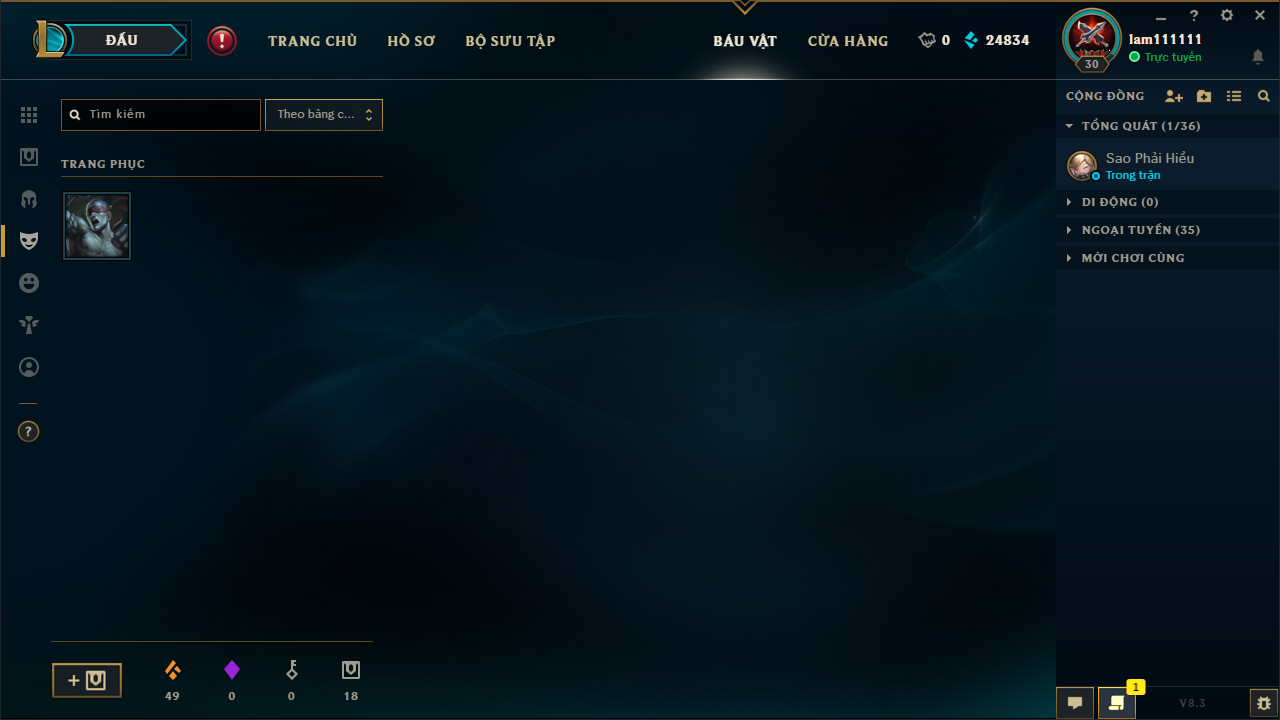 ĐẤU
TRANG CHỦ
HỒ SƠ
BỘ SƯU TẬP
BÁU VẬT
CỬA HÀNG
0
24834
30
lam111111
Trực tuyến
Tìm kiếm
Theo bảng c...
TRANG PHỤC
CỘNG ĐỒNG
TỔNG QUÁT (1/36)
Sao Phải Hiểu
Trong trận
DI ĐỘNG (0)
NGOẠI TUYẾN (35)
MỚI CHƠI CÙNG
49
0
0
18
1
V8.3